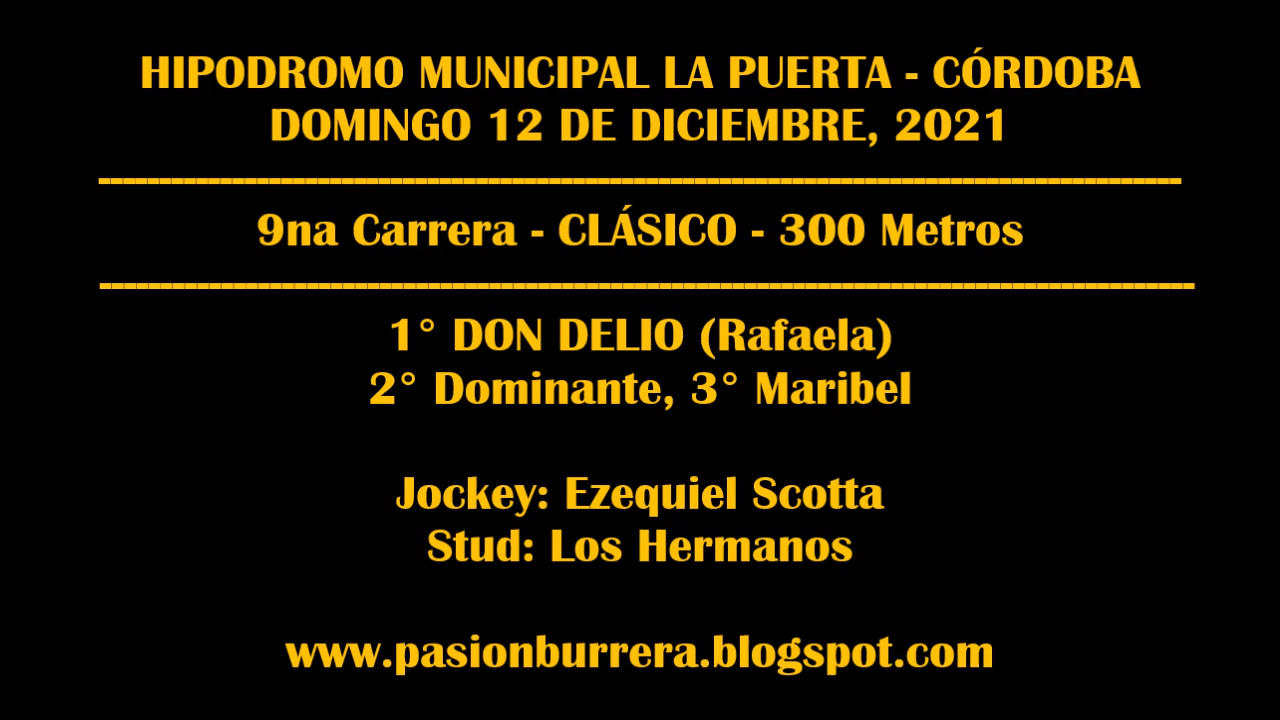 HIPODROMO MUNICIPAL LA PUERTA - CÓRDOBA
DOMINGO 12 DE DICIEMBRE, 2021
9na Carrera - CLÁSICO - 300 Metros
1° DON DELIO (Rafaela)
2° Dominante, 3° Maribel
Jockey: Ezequiel Scotta
Stud: Los Hermanos
www.pasionburrera.blogspot.com